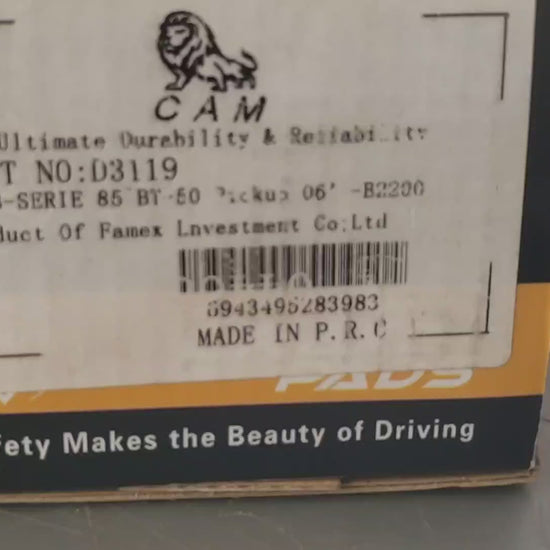 CAM
Ultimate Durability & Reliability
T NO:D3119
-SERIE 85' BT-50 Pickup 06' -B2200
duct Of Famex Lnvestment Co;Ltd
6943495283983
MADE IN P.R.C
PADS
fety Makes the Beauty of Driving